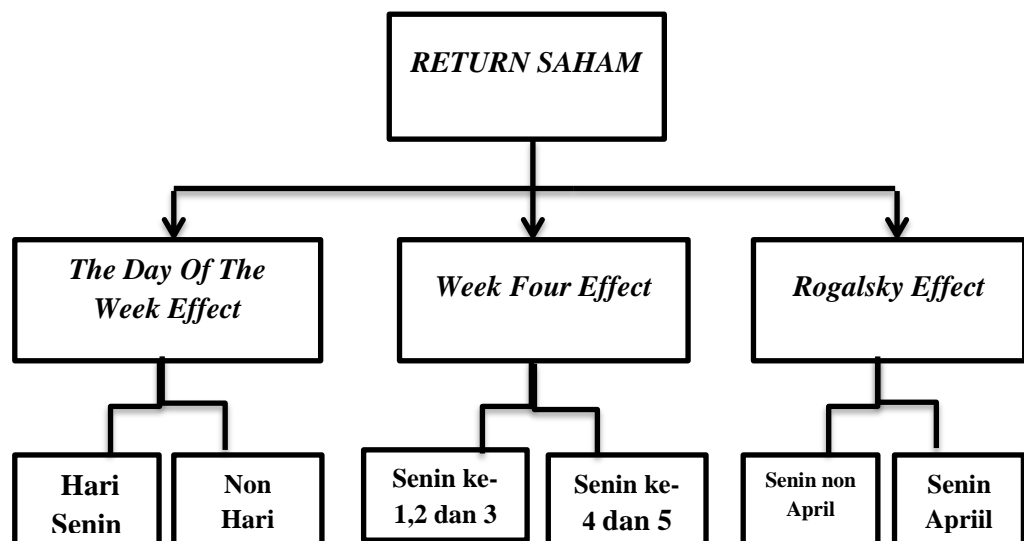 RETURN SAHAM
The Day Of The
Week Effect
Week Four Effect
Rogalsky Effect
Hari
Senin
Non
Hari
Senin ke-
1,2 dan 3
Senin ke-
4 dan 5
Senin non
April
Senin
Apriil